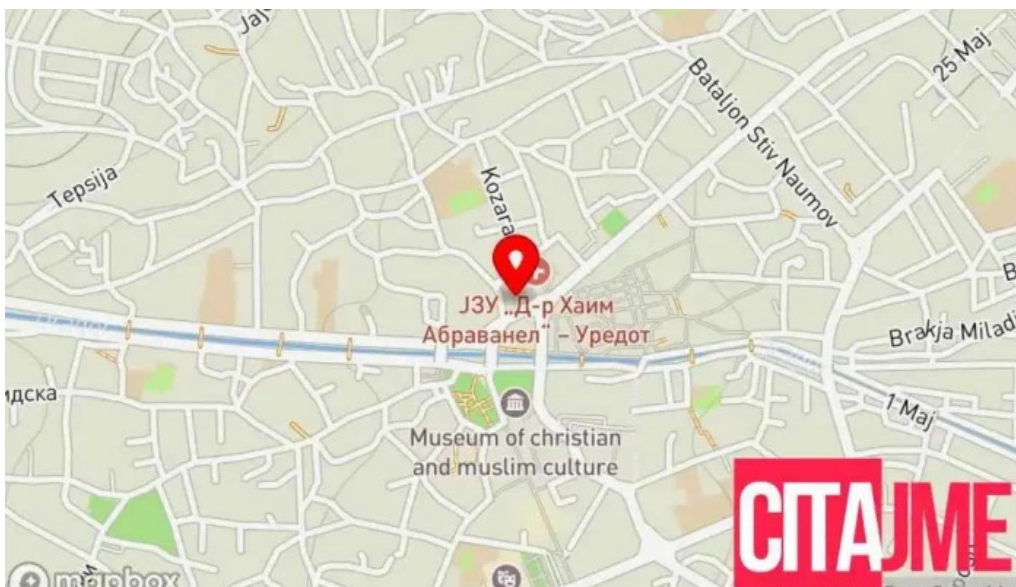 Jaj
25 Maj
Bataljon Stiv Naumov
Tepsija
Kozara
ЈЗУ „Д-р Хаим
Абраванел" – Уредот
Brakja Miladi
идска
1 Maj
Museum of christian
and muslim culture
CITAJME
mapbox